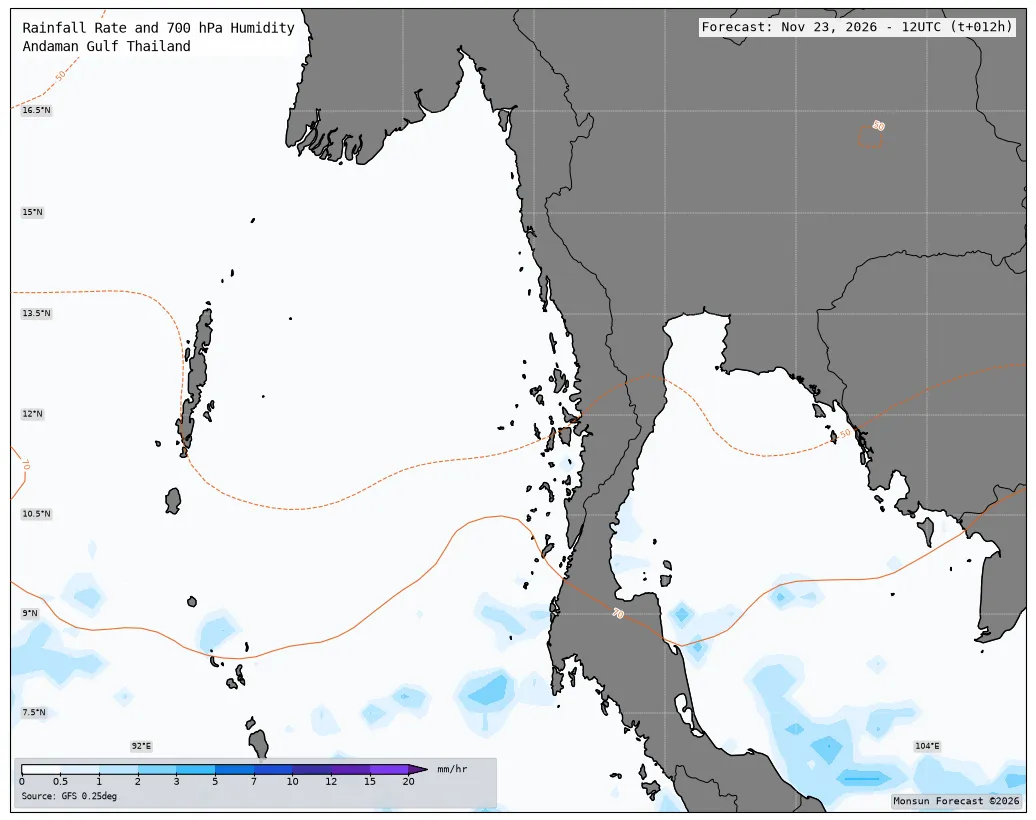 Rainfall Rate and 700 hPa Humidity
Andaman Gulf Thailand
Forecast: Nov 23, 2026 - 12UTC (t+012h)
50
16.5°N
50
15°N
13.5°N
12°N
50
70
10.5°N
9°N
70
7.5°N
92°E
104°E
mm/hr
0 0.5 1 2 3 5 7 10 12 15 20
Source: GFS 0.25deg
Monsun Forecast ©2026